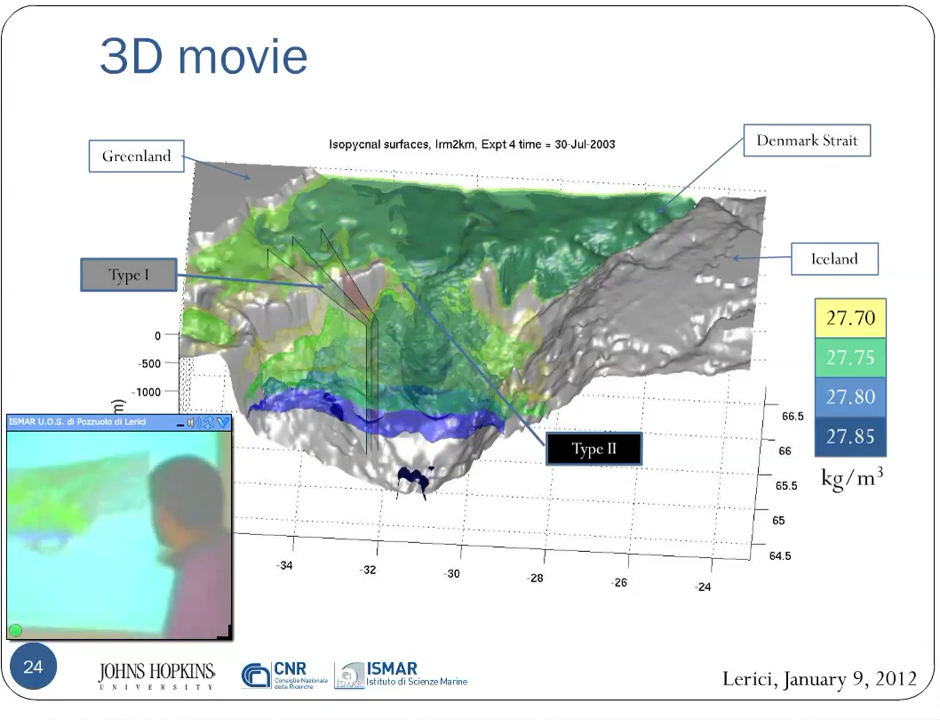 3D movie
Isopycnal surfaces, Irm2km, Expt 4 time = 30-Jul-2003
Denmark Strait
Greenland
Iceland
Type I
27.70
27.75
27.80
27.85
kg/m³
0
-500
-1000
m)
Type II
66.5
66
65.5
65
64.5
-34
-32
-30
-28
-26
-24
ISMAR U.O.S. di Pozzuolo di Lerici
24
JOHNS HOPKINS
UNIVERSITY
CNR
Consiglio Nazionale
delle Ricerche
ISMAR
ISMAR
Istituto di Scienze Marine
Lerici, January 9, 2012